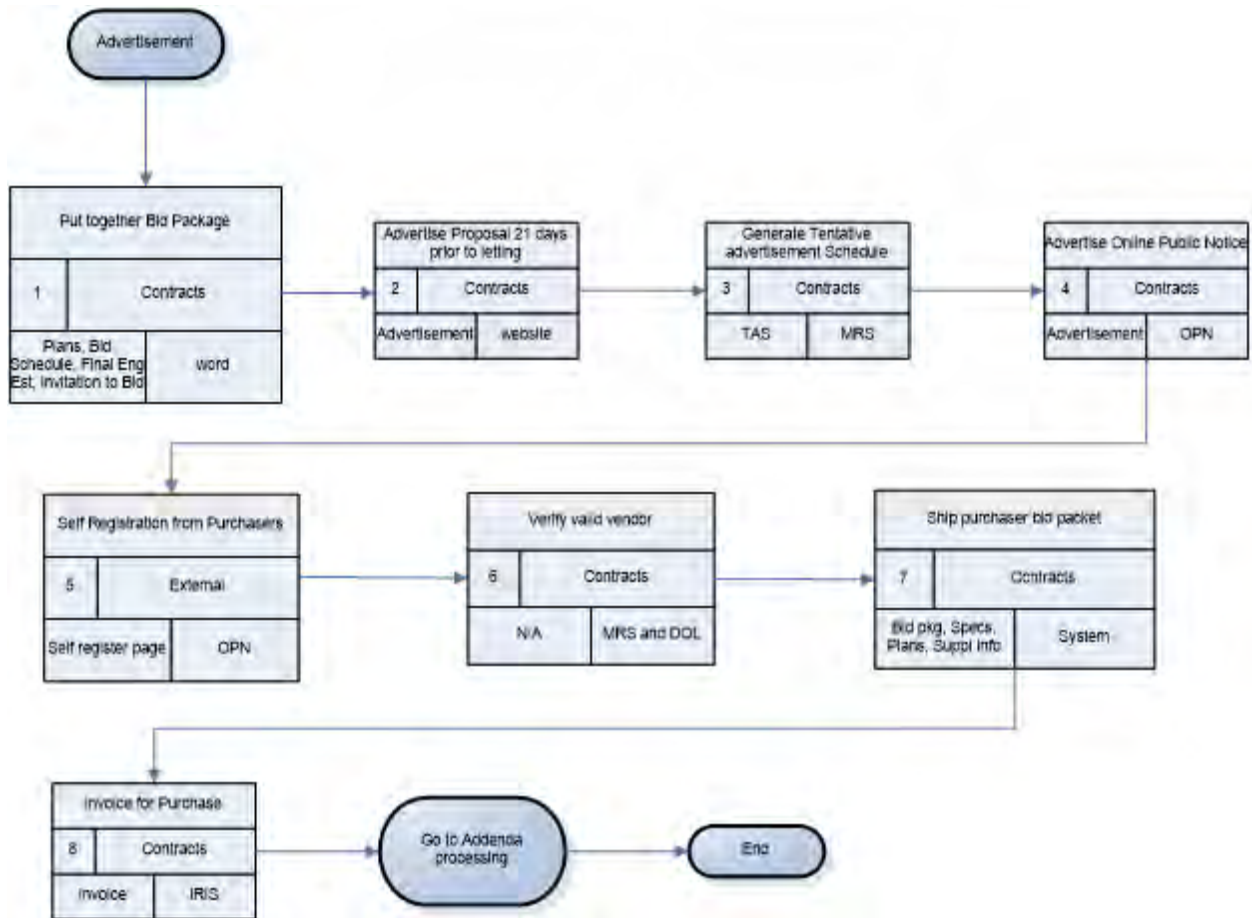 Advertisement
Put together Bid Package
1
Contracts
Plans, Bid
Schedule, Final Eng
Est, Invitation to Bid
word
Advertise Proposal 21 days
prior to letting
2
Contracts
Advertisement
website
Generate Tentative
advertisement Schedule
3
Contracts
TAS
MRS
Advertise Online Public Notice
4
Contracts
Advertisement
OPN
Self Registration from Purchasers
5
External
Self register page
OPN
Verify valid vendor
6
Contracts
N/A
MRS and DOL
Ship purchaser bid packet
7
Contracts
Bid pkg, Specs,
Plans, Suppl info
System
Invoice for Purchase
8
Contracts
Invoice
IRIS
Go to Addenda
processing
End